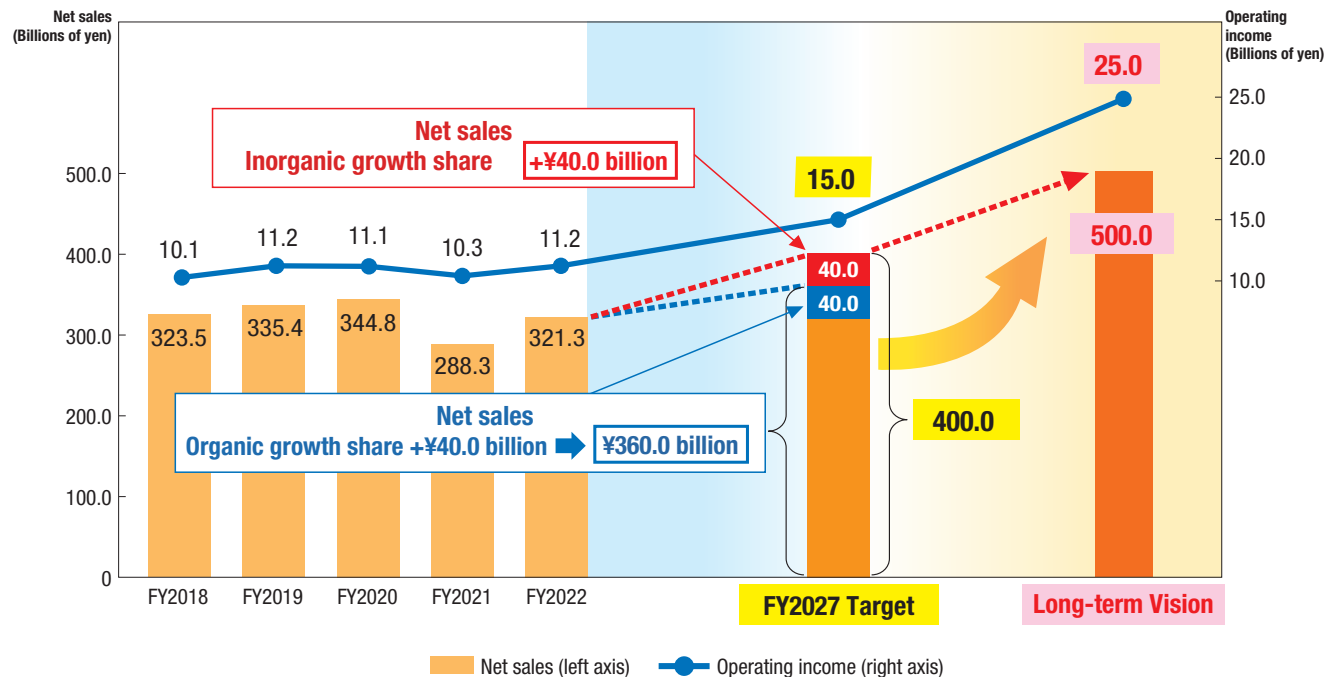 Net sales
(Billions of yen)
Operating
income
(Billions of yen)
500.0
400.0
300.0
200.0
100.0
0
25.0
20.0
15.0
10.0
Net sales
Inorganic growth share +¥40.0 billion
25.0
15.0
10.1
11.2
11.1
10.3
11.2
323.5
335.4
344.8
288.3
321.3
40.0
40.0
500.0
400.0
Net sales
Organic growth share +¥40.0 billion ¥360.0 billion
FY2018
FY2019
FY2020
FY2021
FY2022
FY2027 Target
Long-term Vision
Net sales (left axis)
Operating income (right axis)